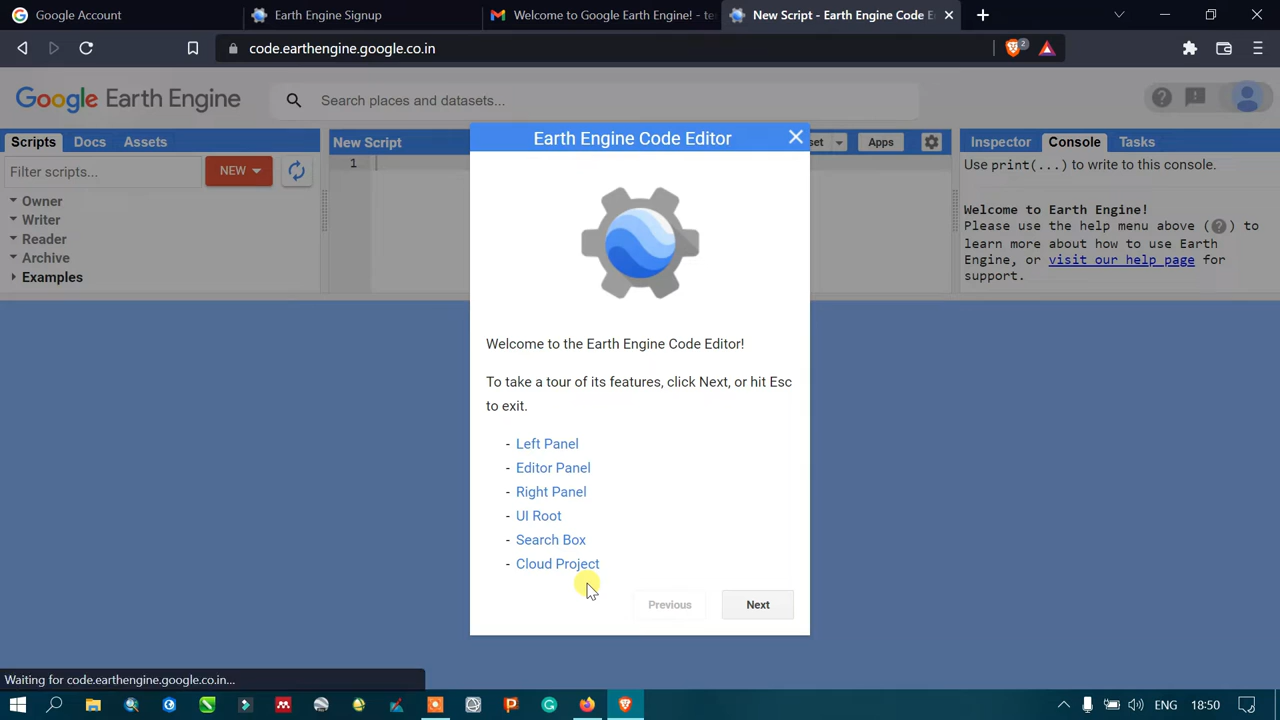 Google Account
Earth Engine Signup
Welcome to Google Earth Engine! - te
New Script - Earth Engine Code E
code.earthengine.google.co.in
2
Google Earth Engine
Search places and datasets...
Scripts Docs Assets
New Script
Apps
Inspector Console Tasks
Filter scripts...
NEW
1
Owner
Writer
Reader
Archive
Examples
Use print(...) to write to this console.
Welcome to Earth Engine!
Please use the help menu above (?) to
learn more about how to use Earth
Engine, or visit our help page for
support.
Earth Engine Code Editor
Welcome to the Earth Engine Code Editor!
To take a tour of its features, click Next, or hit Esc
to exit.
- Left Panel
- Editor Panel
- Right Panel
- UI Root
- Search Box
- Cloud Project
Previous Next
Waiting for code.earthengine.google.co.in...
ENG 18:50